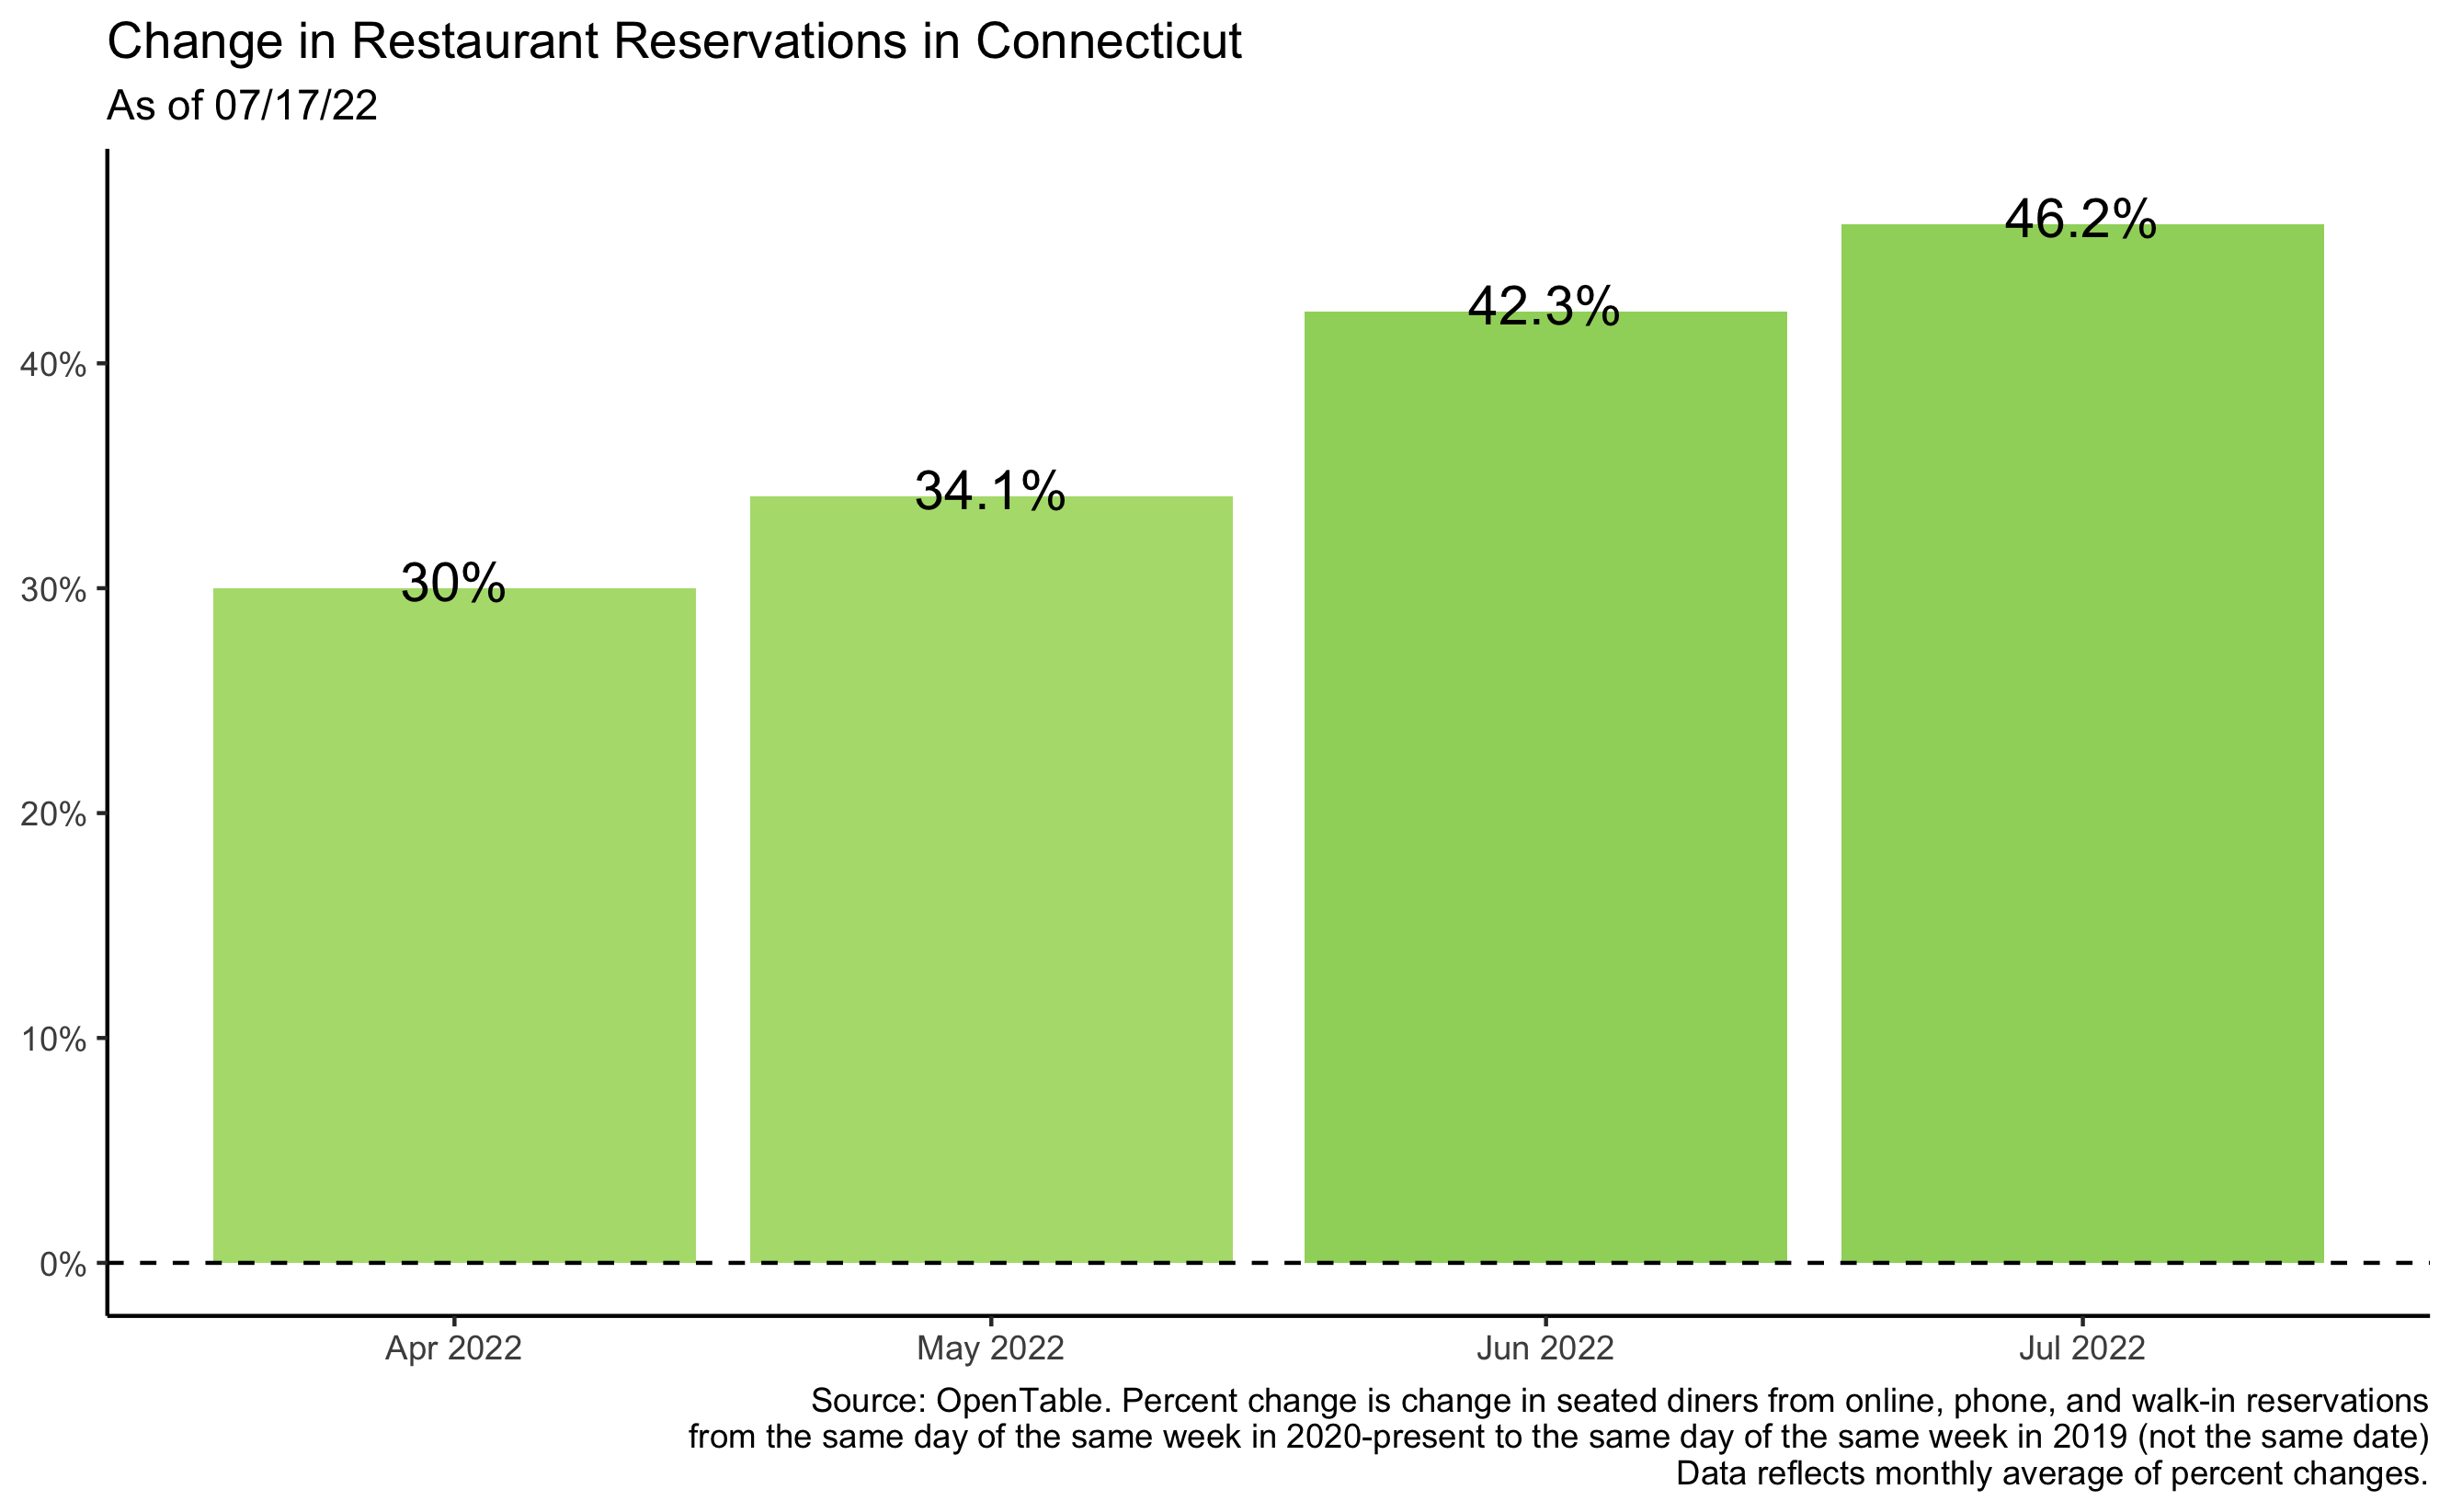 Change in Restaurant Reservations in Connecticut
As of 07/17/22
46.2%
42.3%
40%
34.1%
30%
30%
20%
10%
0%
Apr 2022
May 2022
Jun 2022
Jul 2022
Source: OpenTable. Percent change is change in seated diners from online, phone, and walk-in reservations
from the same day of the same week in 2020-present to the same day of the same week in 2019 (not the same date)
Data reflects monthly average of percent changes.